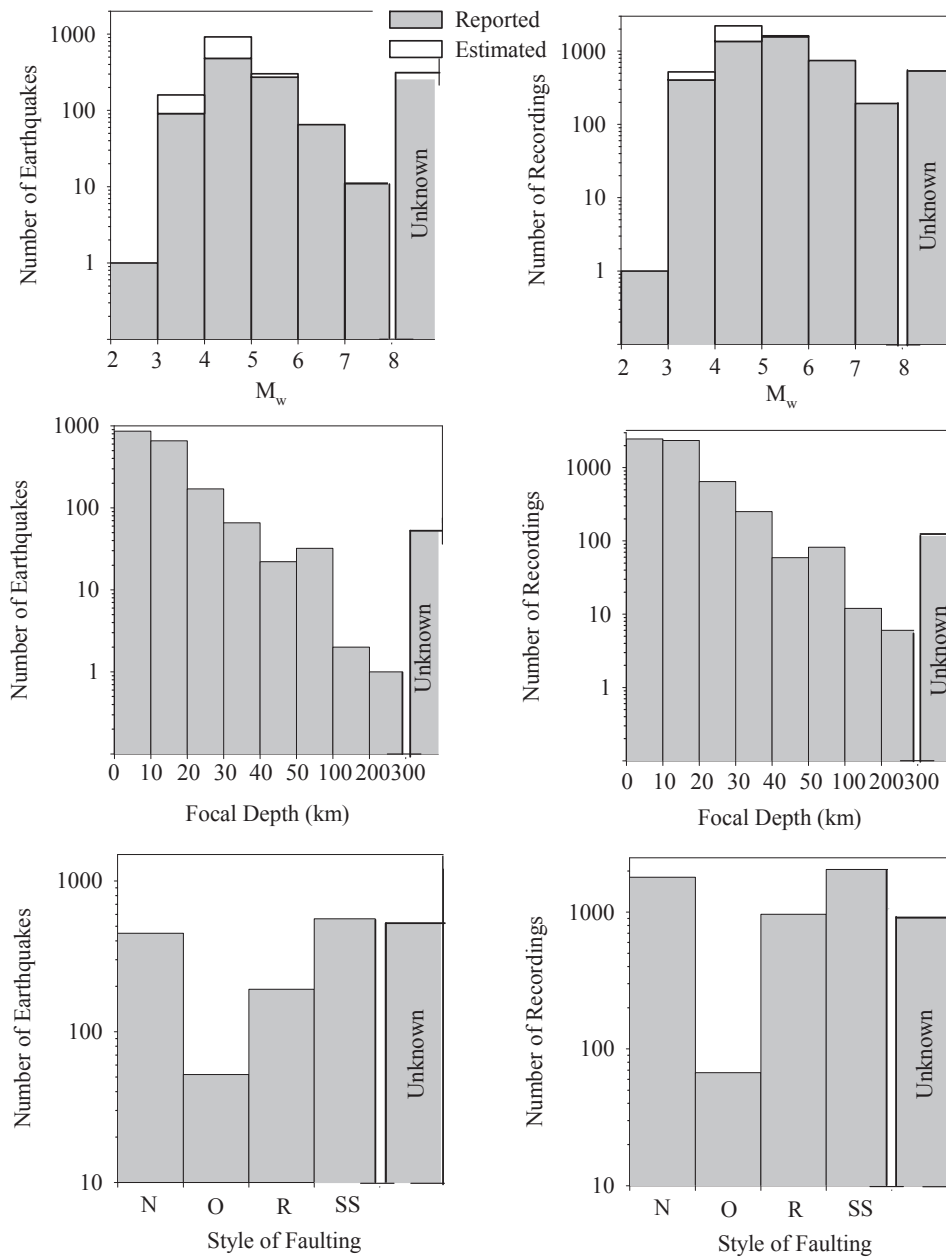 Reported
Estimated
Number of Earthquakes
1000
100
10
1
Unknown
2 3 4 5 6 7 8
Mw
Number of Recordings
1000
100
10
1
Unknown
2 3 4 5 6 7 8
Mw
Number of Earthquakes
1000
100
10
1
Unknown
0 10 20 30 40 50 100 200 300
Focal Depth (km)
Number of Recordings
1000
100
10
1
Unknown
0 10 20 30 40 50 100 200 300
Focal Depth (km)
Number of Earthquakes
1000
100
10
Unknown
N O R SS
Style of Faulting
Number of Recordings
1000
100
10
Unknown
N O R SS
Style of Faulting